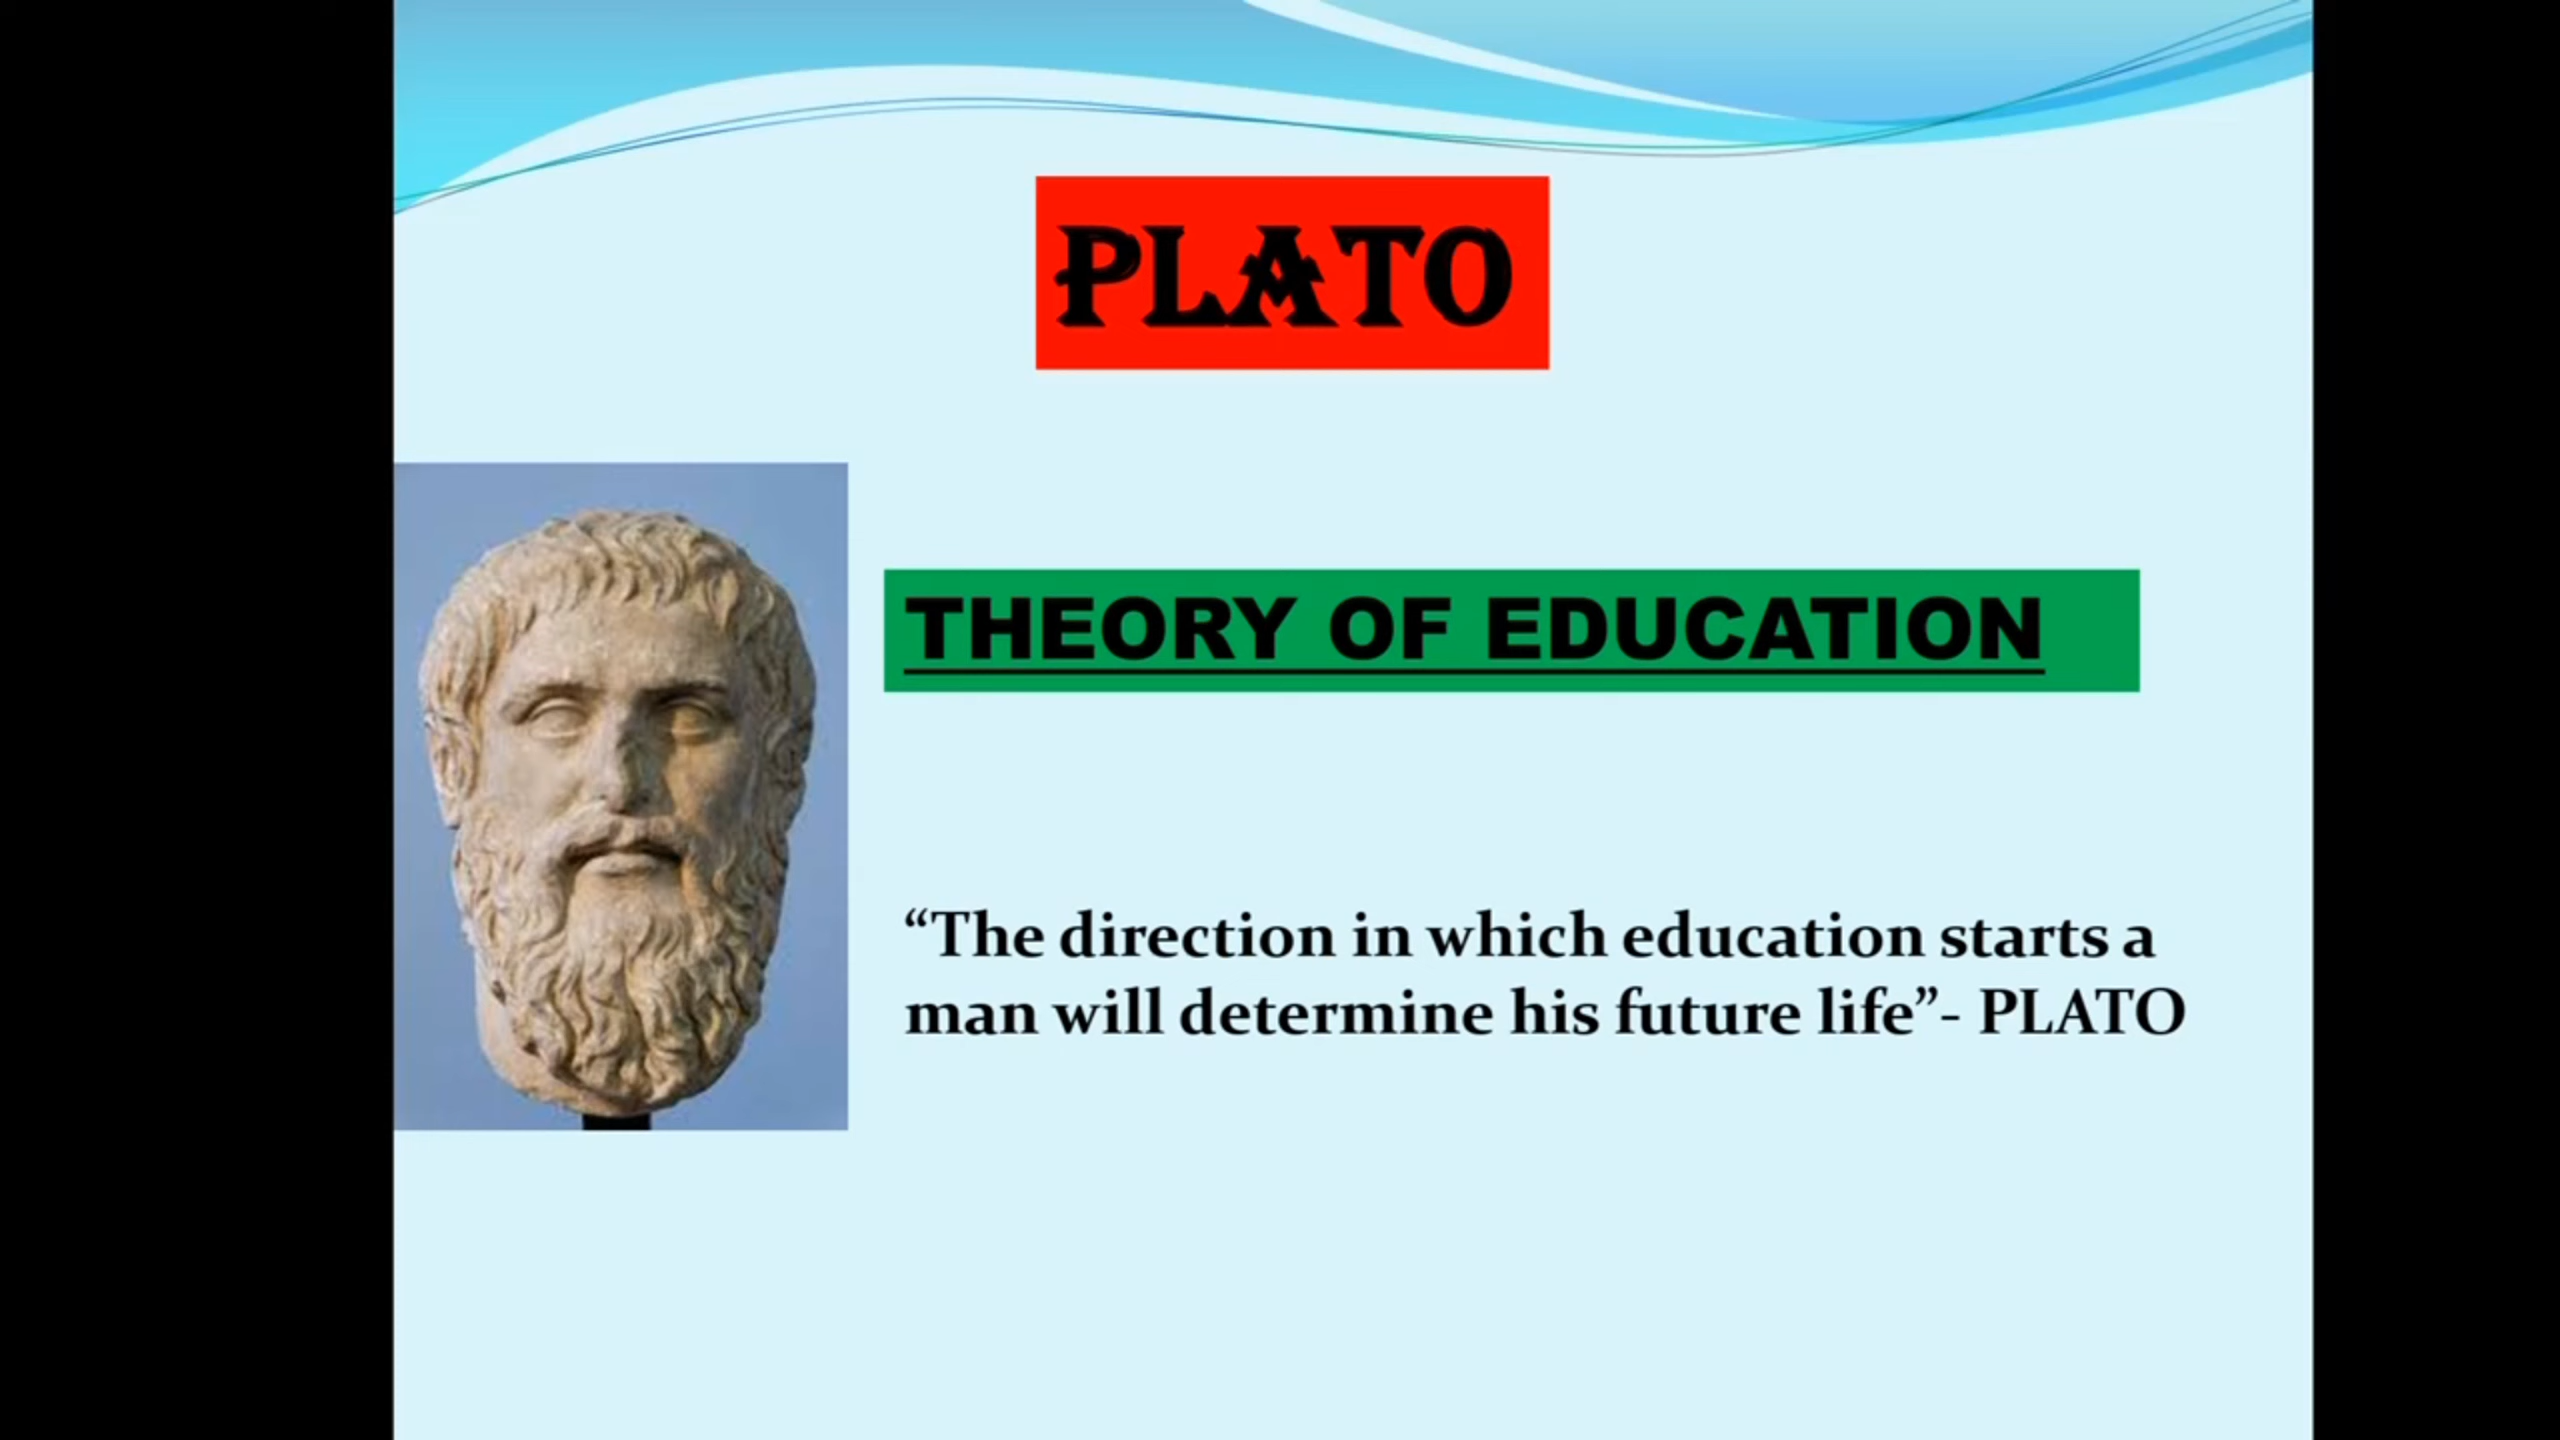 PLATO
THEORY OF EDUCATION
“The direction in which education starts a
man will determine his future life”- PLATO